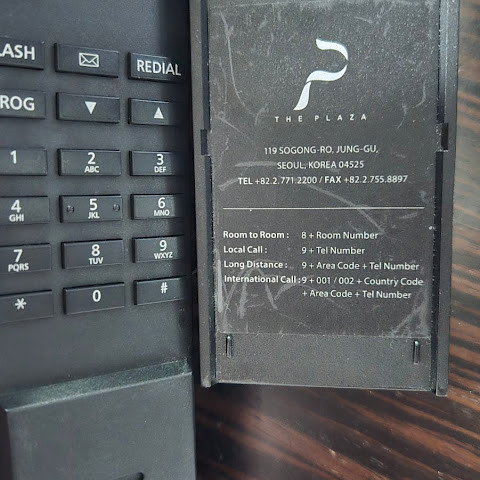 LASH
REDIAL
ROG
1
2
ABC
3
DEF
4
GHI
5
JKL
6
MNO
7
PQRS
8
TUV
9
WXYZ
*
0
#
THE PLAZA
119 SOGONG-RO, JUNG-GU,
SEOUL, KOREA 04525
TEL +82.2.771.2200 / FAX +82.2.755.8897
Room to Room : 8 + Room Number
Local Call : 9 + Tel Number
Long Distance : 9 + Area Code + Tel Number
International Call : 9 + 001 / 002 + Country Code
+ Area Code + Tel Number